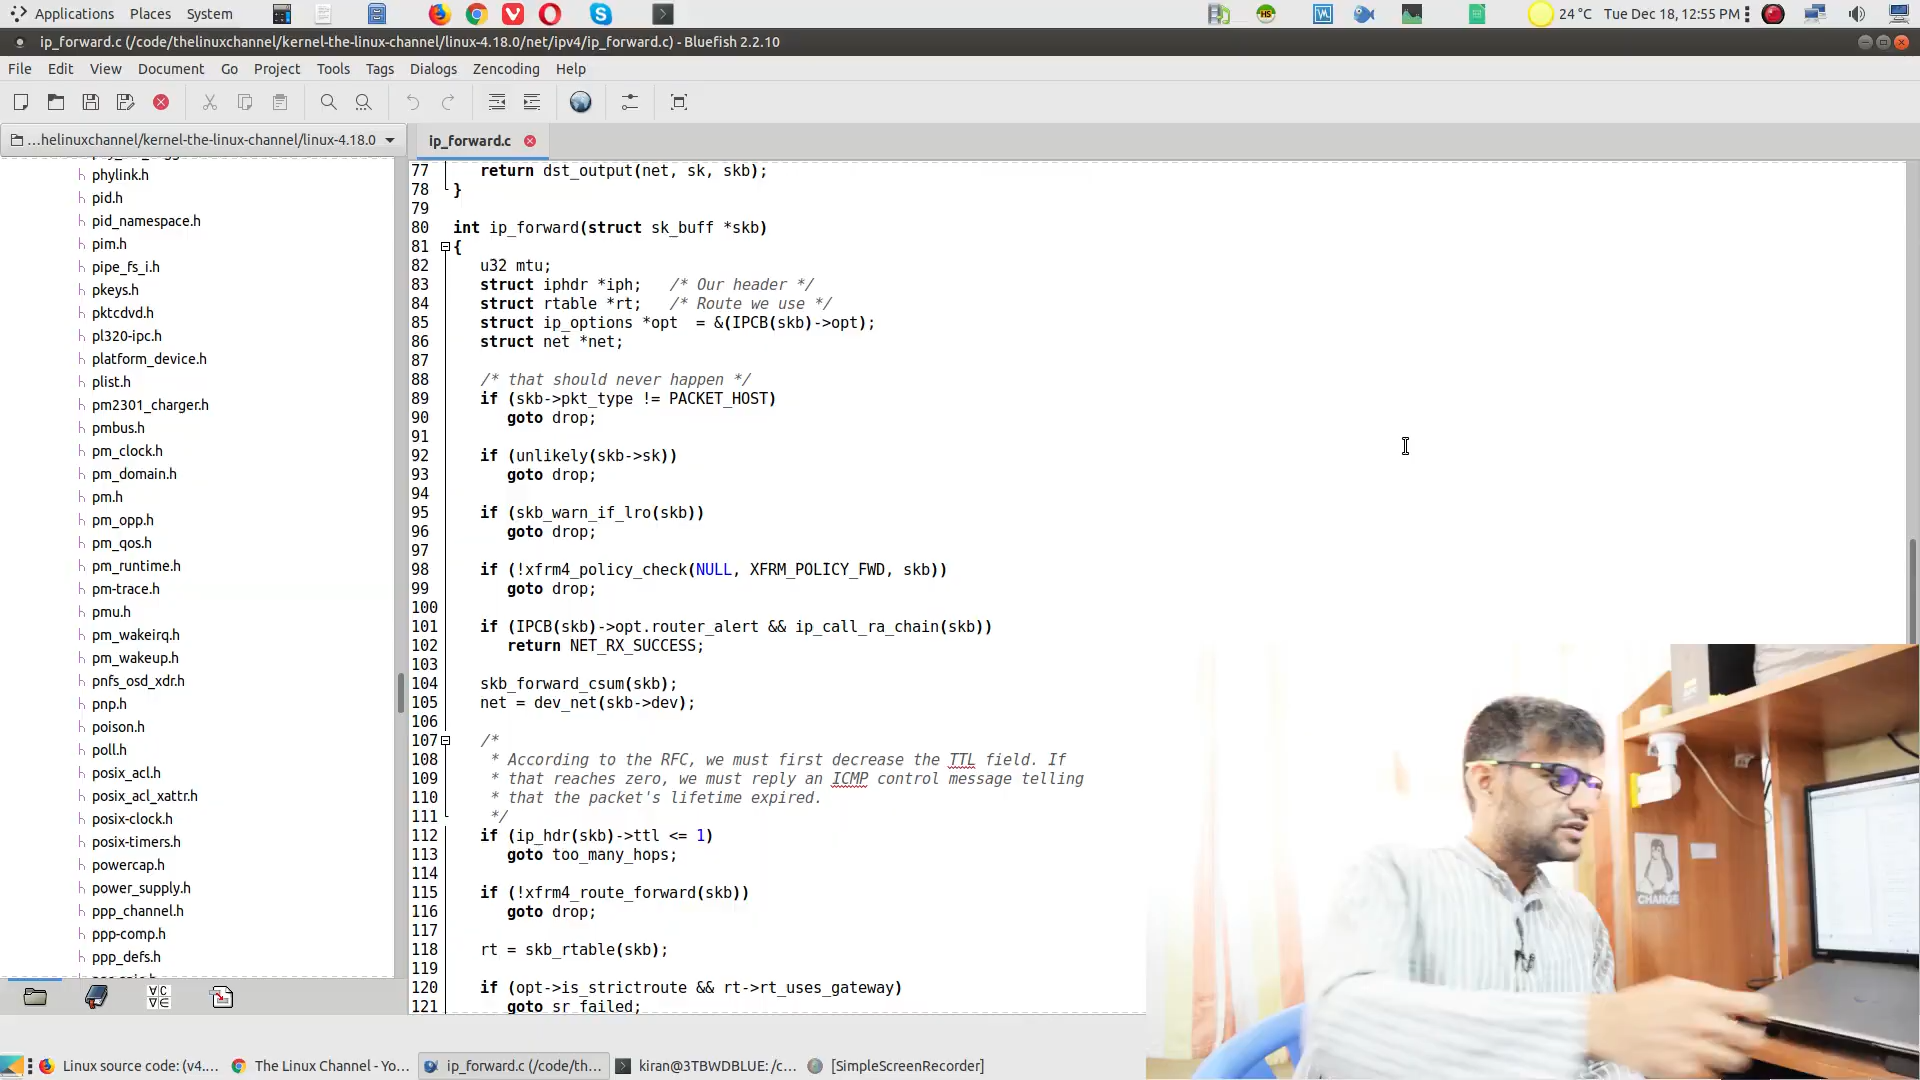 Applications Places System
24 °C Tue Dec 18, 12:55 PM
ip_forward.c (/code/thelinuxchannel/kernel-the-linux-channel/linux-4.18.0/net/ipv4/ip_forward.c) - Bluefish 2.2.10
File Edit View Document Go Project Tools Tags Dialogs Zencoding Help
...helinuxchannel/kernel-the-linux-channel/linux-4.18.0
phylink.h
pid.h
pid_namespace.h
pim.h
pipe_fs_i.h
pkeys.h
pktcdvd.h
pl320-ipc.h
platform_device.h
plist.h
pm2301_charger.h
pmbus.h
pm_clock.h
pm_domain.h
pm.h
pm_opp.h
pm_qos.h
pm_runtime.h
pm-trace.h
pmu.h
pm_wakeirq.h
pm_wakeup.h
pnfs_osd_xdr.h
pnp.h
poison.h
poll.h
posix_acl.h
posix_acl_xattr.h
posix-clock.h
posix-timers.h
powercap.h
power_supply.h
ppp_channel.h
ppp-comp.h
ppp_defs.h
ip_forward.c
77 return dst_output(net, sk, skb);
78 }
79
80 int ip_forward(struct sk_buff *skb)
81 {
82 u32 mtu;
83 struct iphdr *iph; /* Our header */
84 struct rtable *rt; /* Route we use */
85 struct ip_options *opt = &(IPCB(skb)->opt);
86 struct net *net;
87
88 /* that should never happen */
89 if (skb->pkt_type != PACKET_HOST)
90 goto drop;
91
92 if (unlikely(skb->sk))
93 goto drop;
94
95 if (skb_warn_if_lro(skb))
96 goto drop;
97
98 if (!xfrm4_policy_check(NULL, XFRM_POLICY_FWD, skb))
99 goto drop;
100
101 if (IPCB(skb)->opt.router_alert && ip_call_ra_chain(skb))
102 return NET_RX_SUCCESS;
103
104 skb_forward_csum(skb);
105 net = dev_net(skb->dev);
106
107 /*
108 * According to the RFC, we must first decrease the TTL field. If
109 * that reaches zero, we must reply an ICMP control message telling
110 * that the packet's lifetime expired.
111 */
112 if (ip_hdr(skb)->ttl <= 1)
113 goto too_many_hops;
114
115 if (!xfrm4_route_forward(skb))
116 goto drop;
117
118 rt = skb_rtable(skb);
119
120 if (opt->is_strictroute && rt->rt_uses_gateway)
121 goto sr_failed;
CHANGE
Linux source code: (v4.... The Linux Channel - Yo... ip_forward.c (/code/th... kiran@3TBWDBLUE: /c... [SimpleScreenRecorder]